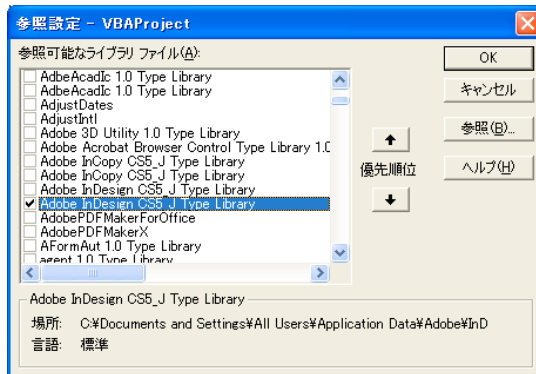 参照設定 - VBAProject
参照可能なライブラリ ファイル(A):
AdbeAcadIc 1.0 Type Library
AdbeAcadIc 1.0 Type Library
AdjustDates
AdjustIntl
Adobe 3D Utility 1.0 Type Library
Adobe Acrobat Browser Control Type Library 1.0
Adobe InCopy CS5_J Type Library
Adobe InCopy CS5_J Type Library
Adobe InDesign CS5_J Type Library
Adobe InDesign CS5_J Type Library
AdobePDFMakerForOffice
AdobePDFMakerX
AFormAut 1.0 Type Library
agent 1.0 Type Library
優先順位
OK
キャンセル
参照(B)...
ヘルプ(H)
Adobe InDesign CS5_J Type Library
場所: C:¥Documents and Settings¥All Users¥Application Data¥Adobe¥InD
言語: 標準